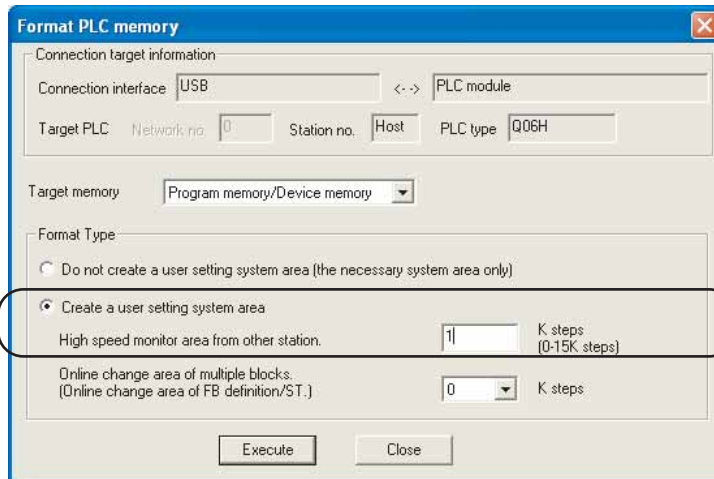 Format PLC memory
Connection target information
Connection interface USB <--> PLC module
Target PLC Network no. 0 Station no. Host PLC type Q06H
Target memory Program memory/Device memory
Format Type
Do not create a user setting system area (the necessary system area only)
Create a user setting system area
High speed monitor area from other station. 1 K steps
(0-15K steps)
Online change area of multiple blocks.
(Online change area of FB definition/ST.) 0 K steps
Execute Close